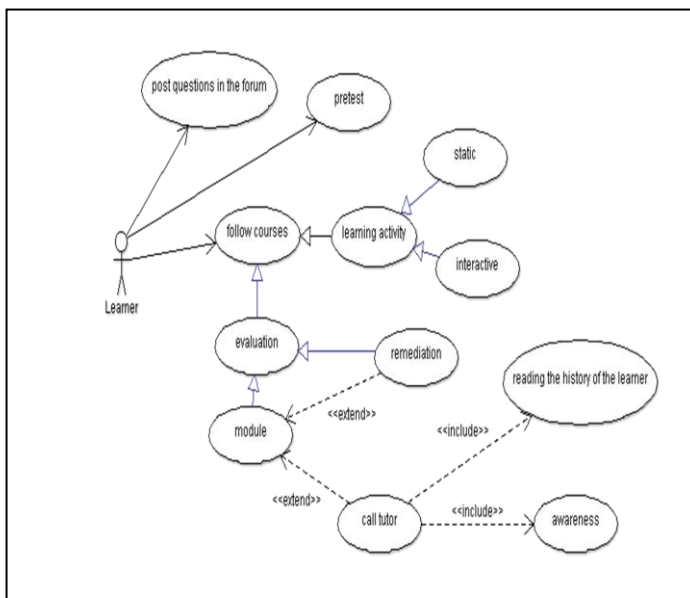 post questions in the forum
pretest
static
follow courses
learning activity
interactive
Learner
evaluation
remediation
reading the history of the learner
<<extend>>
<<include>>
module
<<extend>>
<<include>>
call tutor
awareness